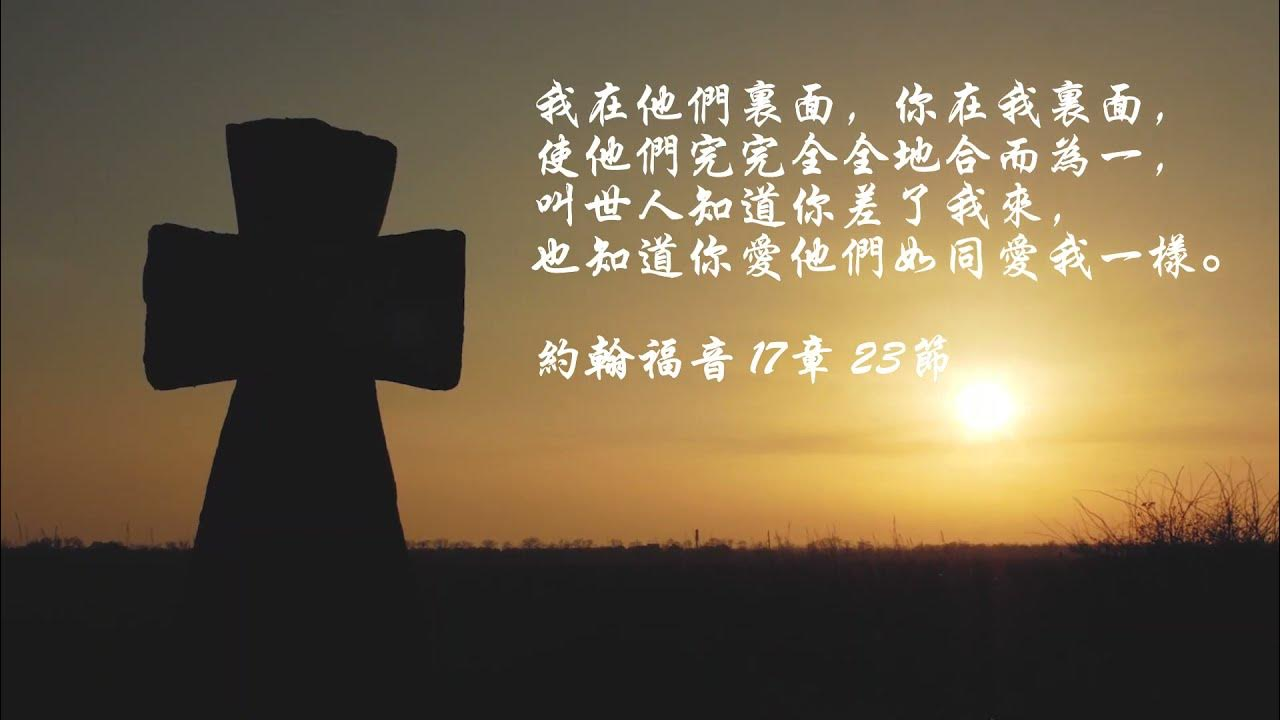 我在他們裏面，你在我裏面，
使他們完完全全地合而為一，
叫世人知道你差了我來，
也知道你愛他們如同愛我一樣。
約翰福音 17章 23節